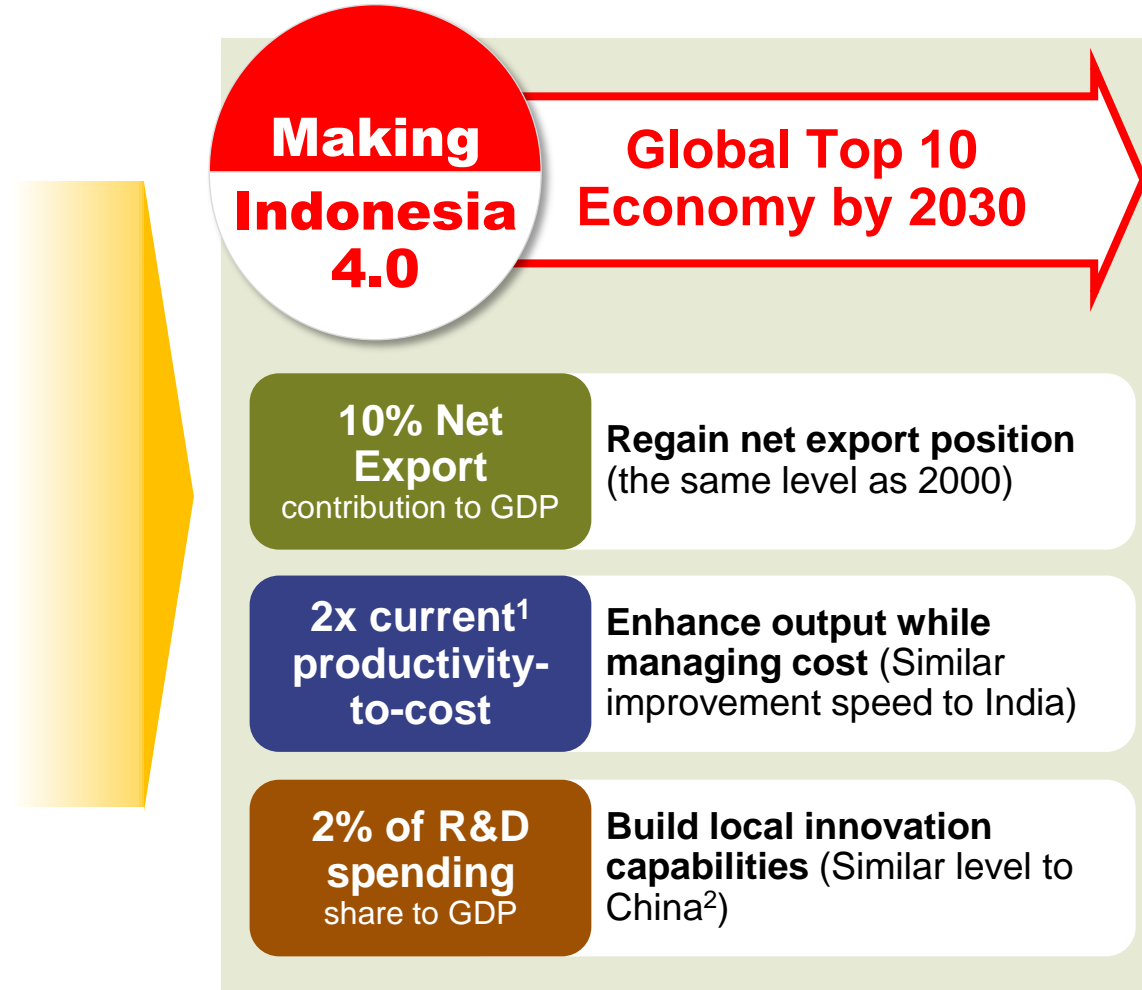 Making
Indonesia
4.0
Global Top 10
Economy by 2030
10% Net
Export
contribution to GDP
Regain net export position
(the same level as 2000)
2x current¹
productivity-
to-cost
Enhance output while
managing cost (Similar
improvement speed to India)
2% of R&D
spending
share to GDP
Build local innovation
capabilities (Similar level to
China²)